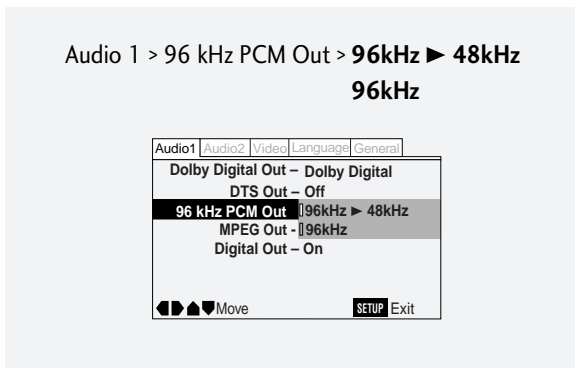 Audio 1 > 96 kHz PCM Out > 96kHz ► 48kHz
96kHz
Audio1 Audio2 Video Language General
Dolby Digital Out – Dolby Digital
DTS Out – Off
96 kHz PCM Out 96kHz ► 48kHz
MPEG Out - 96kHz
Digital Out – On
Move SETUP Exit